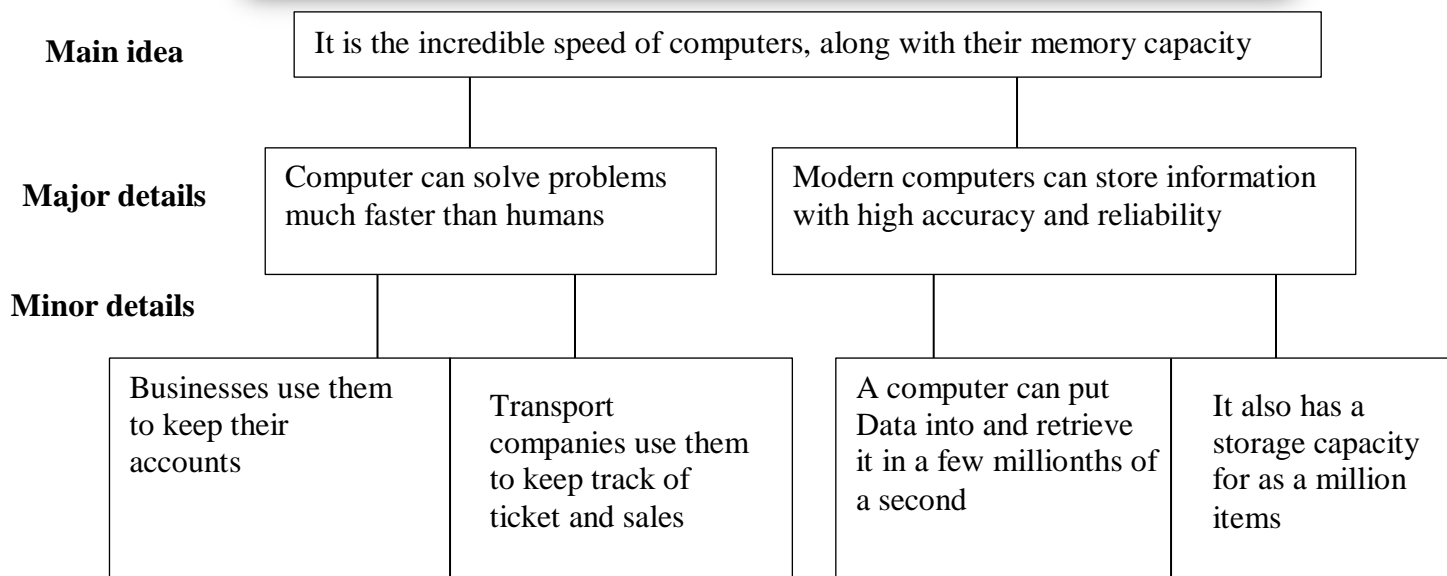 Main idea
It is the incredible speed of computers, along with their memory capacity
Major details
Computer can solve problems
much faster than humans
Modern computers can store information
with high accuracy and reliability
Minor details
Businesses use them
to keep their
accounts
Transport
companies use them
to keep track of
ticket and sales
A computer can put
Data into and retrieve
it in a few millionths of
a second
It also has a
storage capacity
for as a million
items